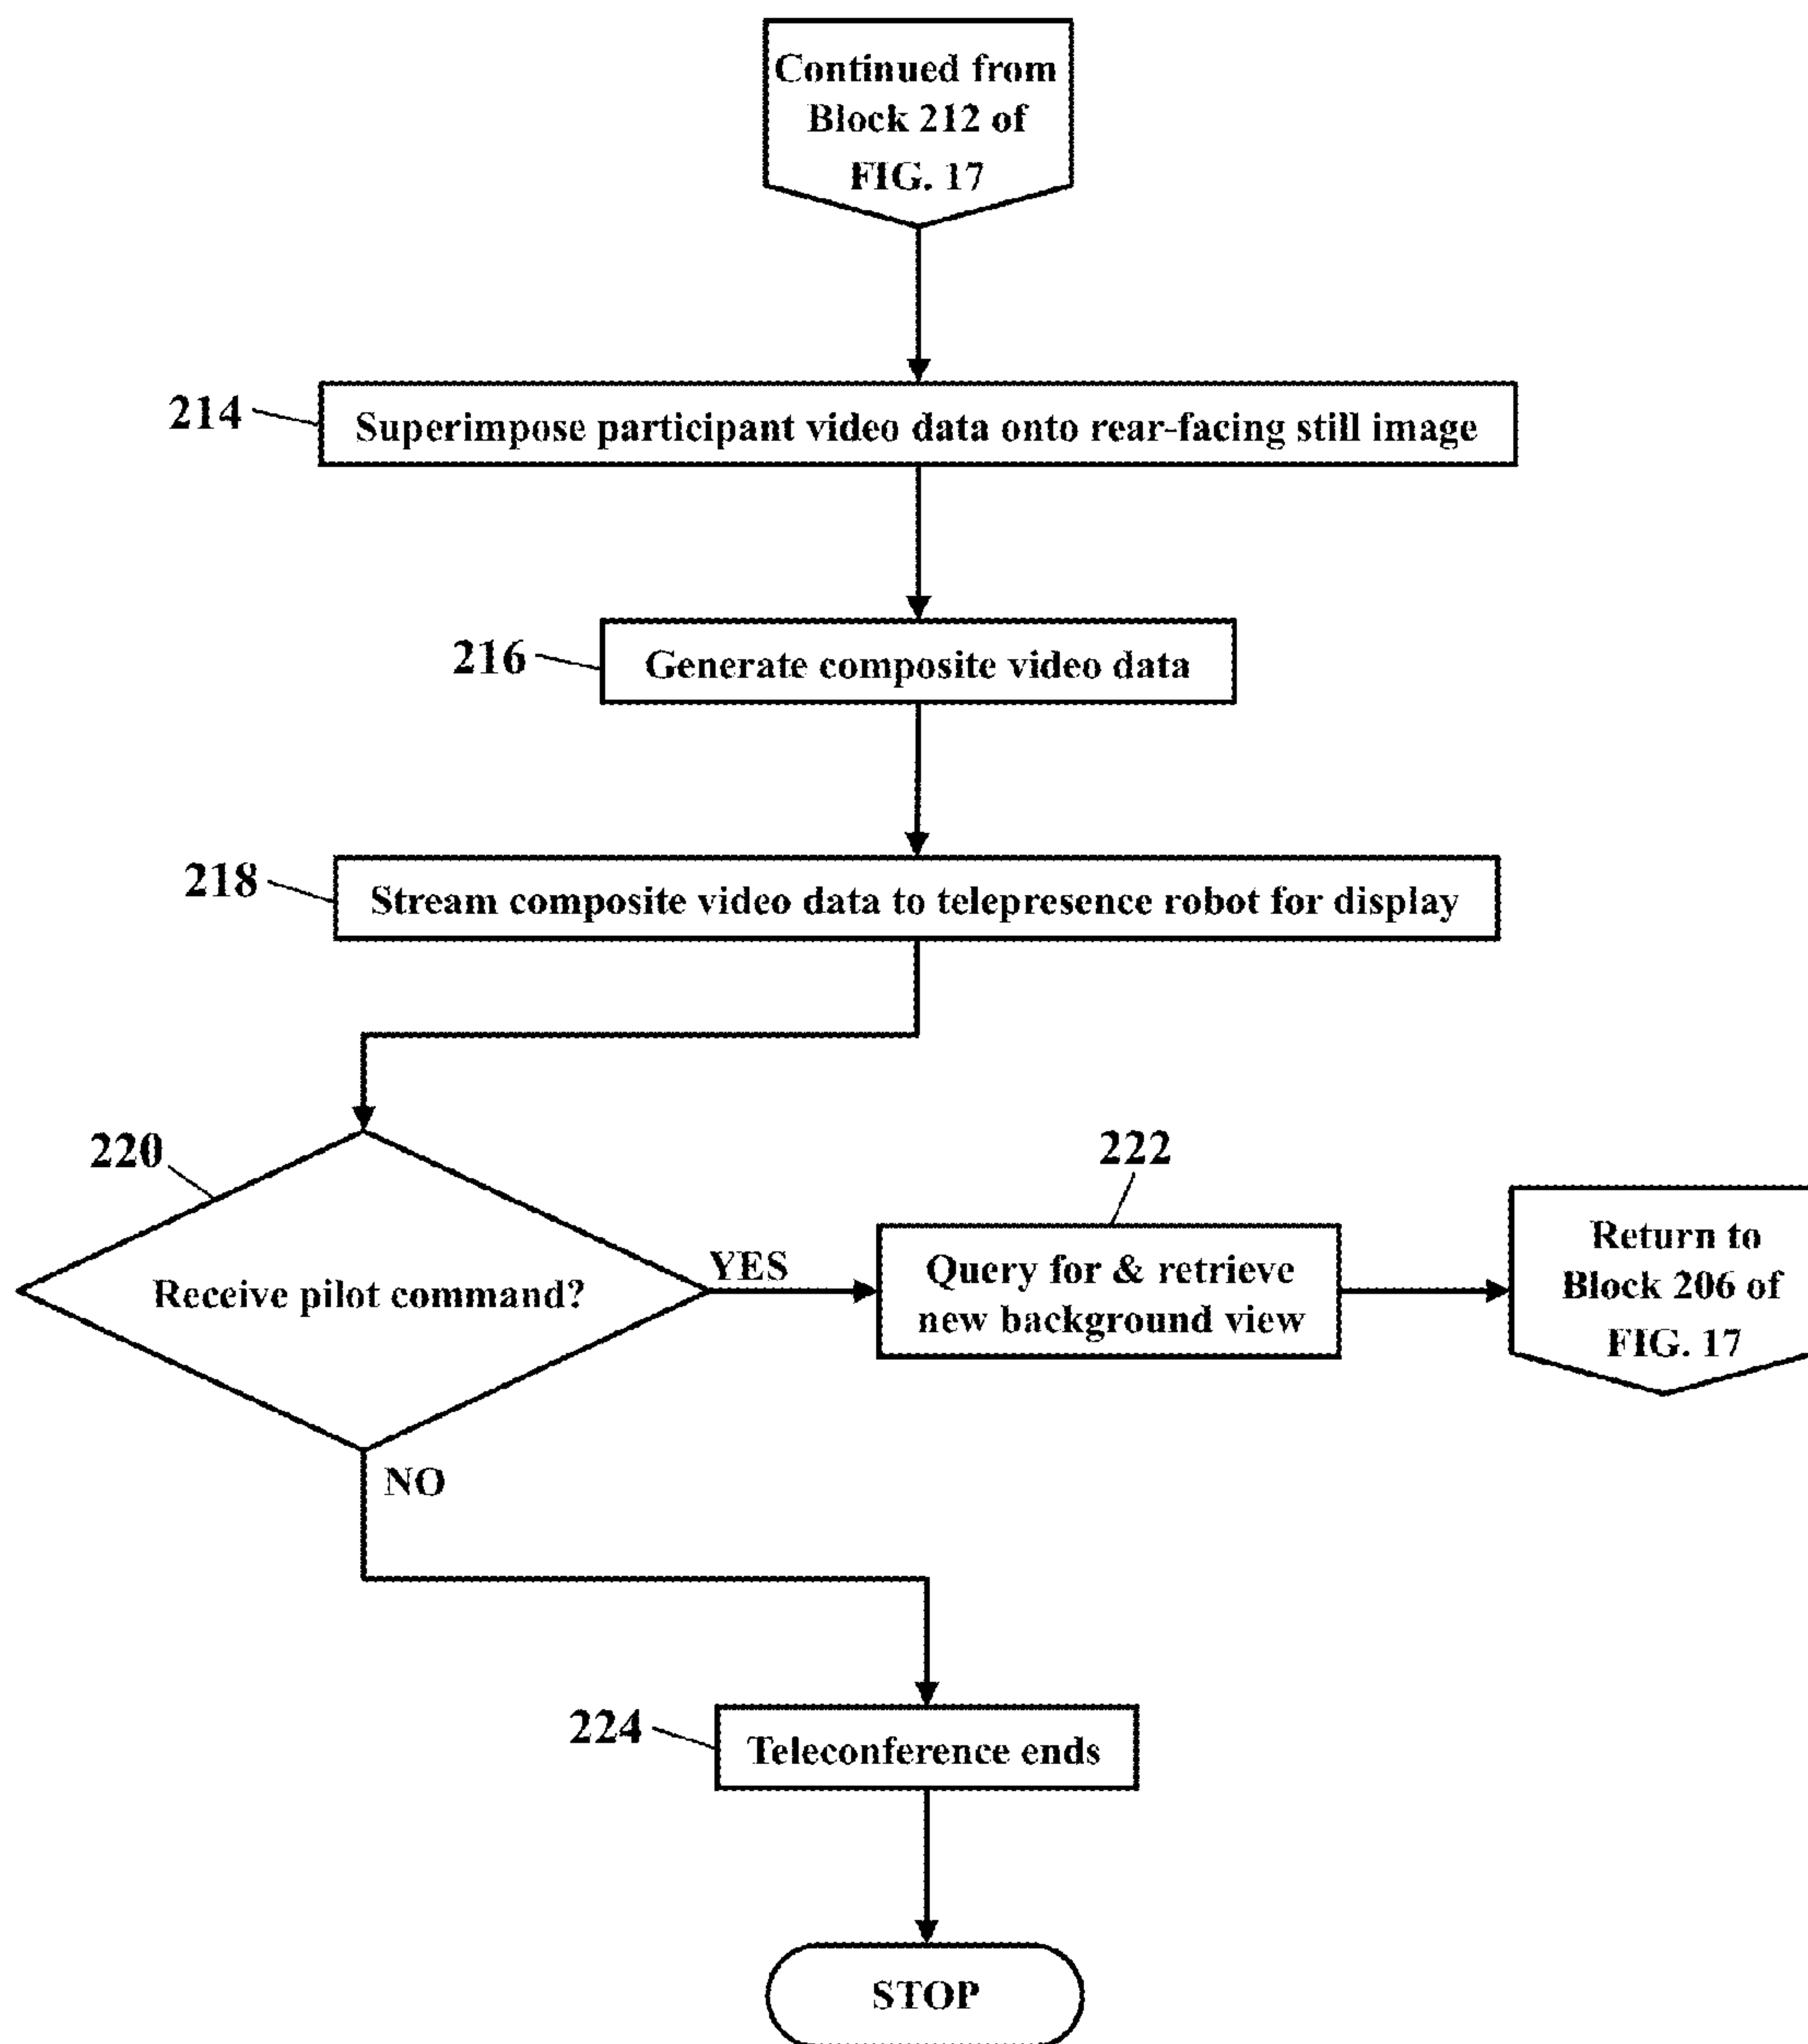 Continued from
Block 212 of
FIG. 17
214
Superimpose participant video data onto rear-facing still image
216
Generate composite video data
218
Stream composite video data to telepresence robot for display
220
Receive pilot command?
YES
222
Query for & retrieve
new background view
Return to
Block 206 of
FIG. 17
NO
224
Teleconference ends
STOP